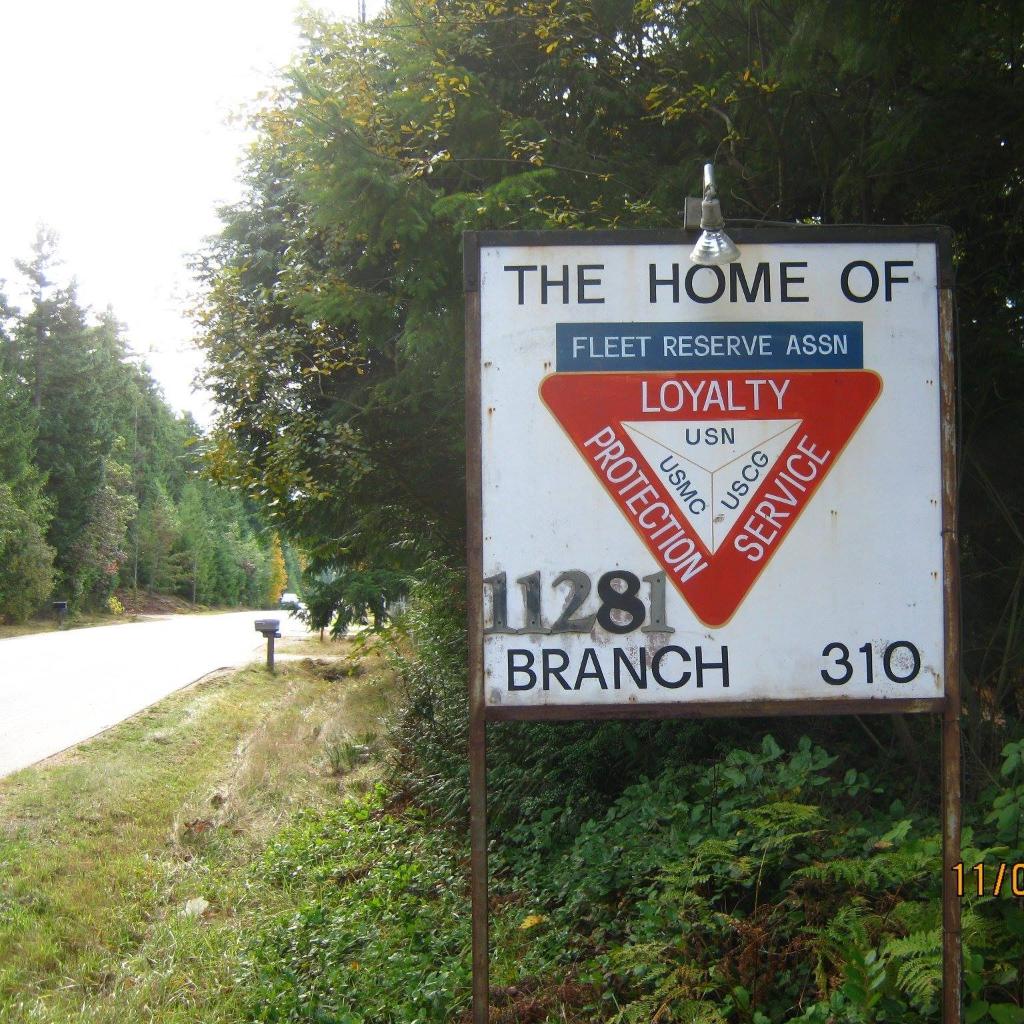 THE HOME OF
FLEET RESERVE ASSN
LOYALTY
PROTECTION
SERVICE
USN
USMC
USCG
11281
BRANCH 310
11/0